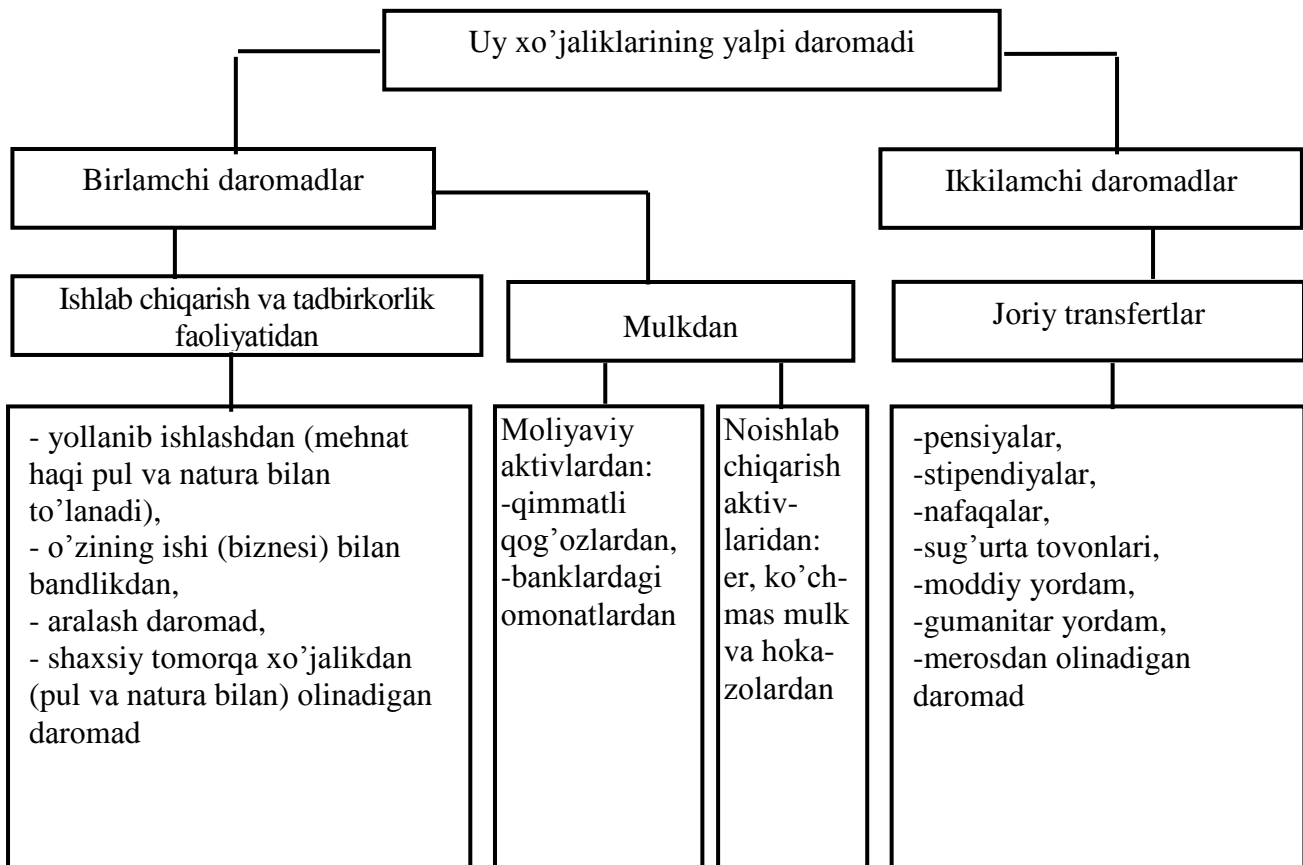 Uy xo’jaliklarining yalpi daromadi
Birlamchi daromadlar
Ikkilamchi daromadlar
Ishlab chiqarish va tadbirkorlik
faoliyatidan
Mulkdan
Joriy transfertlar
- yollanib ishlashdan (mehnat
haqi pul va natura bilan
to’lanadi),
- o’zining ishi (biznesi) bilan
bandlikdan,
- aralash daromad,
- shaxsiy tomorqa xo’jalikdan
(pul va natura bilan) olinadigan
daromad
Moliyaviy
aktivlardan:
-qimmatli
qog’ozlardan,
-banklardagi
omonatlardan
Noishlab
chiqarish
aktiv-
laridan:
er, ko’ch-
mas mulk
va hoka-
zolardan
-pensiyalar,
-stipendiyalar,
-nafaqalar,
-sug’urta tovonlari,
-moddiy yordam,
-gumanitar yordam,
-merosdan olinadigan
daromad